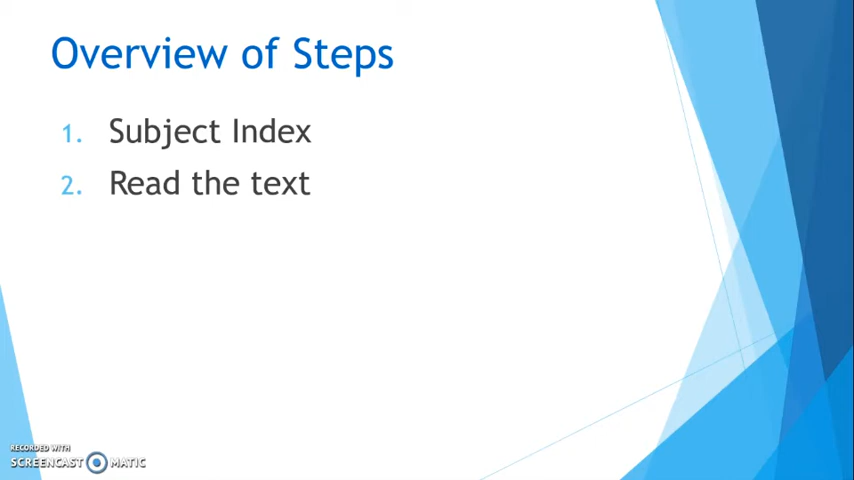 Overview of Steps
1. Subject Index
2. Read the text
RECORDED WITH
SCREENCAST MATIC